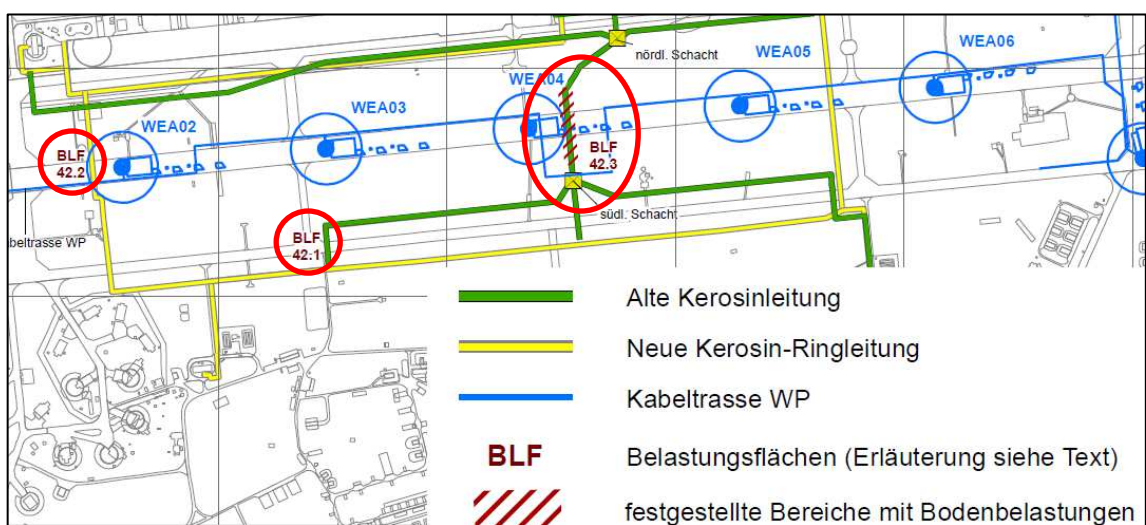 WEA05
WEA06
nördl. Schacht
WEA04
WEA03
WEA02
BLF
42.2
BLF
42.3
südl. Schacht
BLF
42.1
beltrasse WP
Alte Kerosinleitung
Neue Kerosin-Ringleitung
Kabeltrasse WP
BLF
Belastungsflächen (Erläuterung siehe Text)
festgestellte Bereiche mit Bodenbelastungen